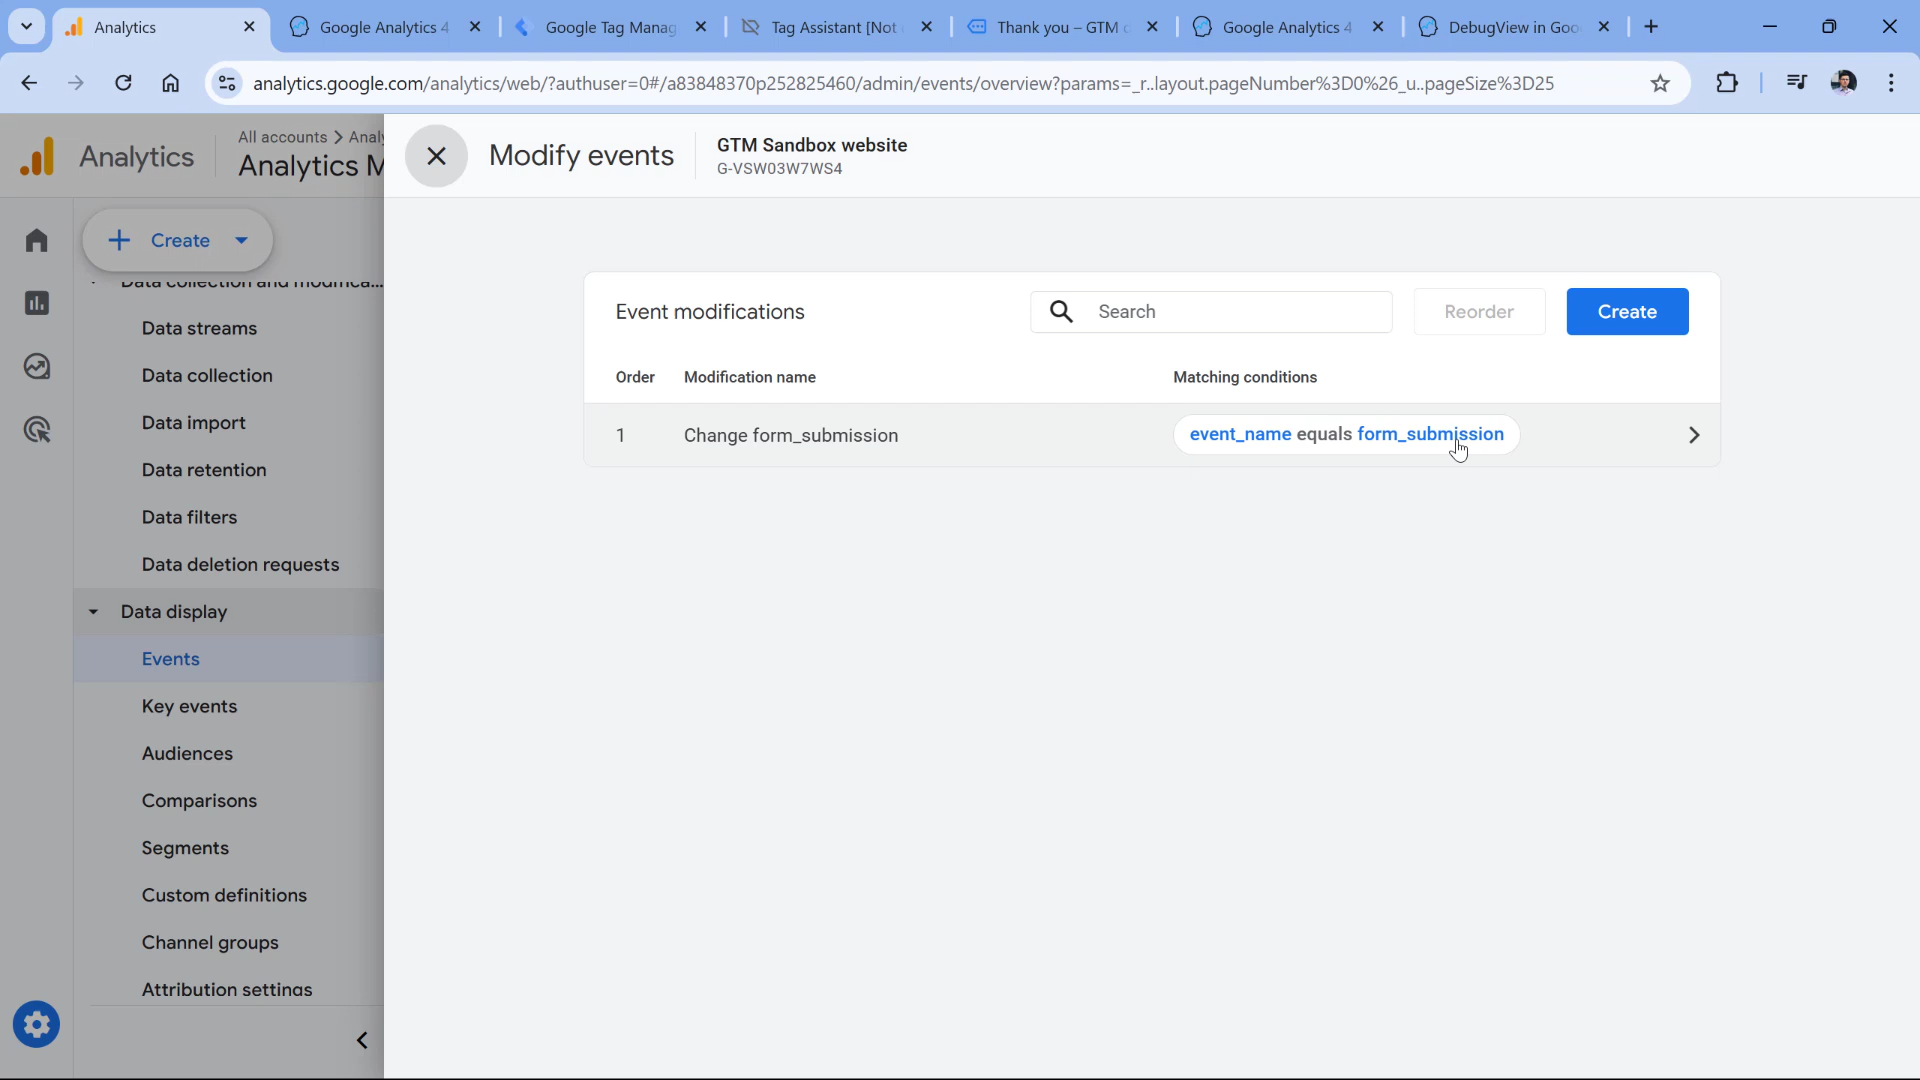 Analytics
Google Analytics 4
Google Tag Manag
Tag Assistant [Not
Thank you – GTM
Google Analytics 4
DebugView in Goo
analytics.google.com/analytics/web/?authuser=0#/a83848370p252825460/admin/events/overview?params=_r..layout.pageNumber%3D0%26_u..pageSize%3D25
Analytics
All accounts > Analy
Analytics M
Modify events
GTM Sandbox website
G-VSW03W7WS4
Create
Data collection and modifica...
Data streams
Data collection
Data import
Data retention
Data filters
Data deletion requests
Data display
Events
Key events
Audiences
Comparisons
Segments
Custom definitions
Channel groups
Attribution settings
Event modifications
Search
Reorder
Create
Order
Modification name
Matching conditions
1
Change form_submission
event_name equals form_submission